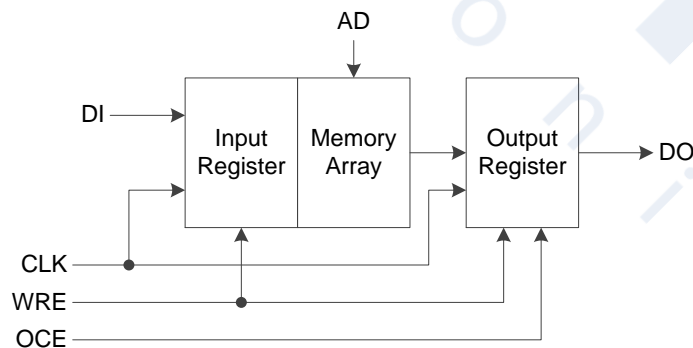 AD
DI
Input
Register
Memory
Array
Output
Register
DO
CLK
WRE
OCE